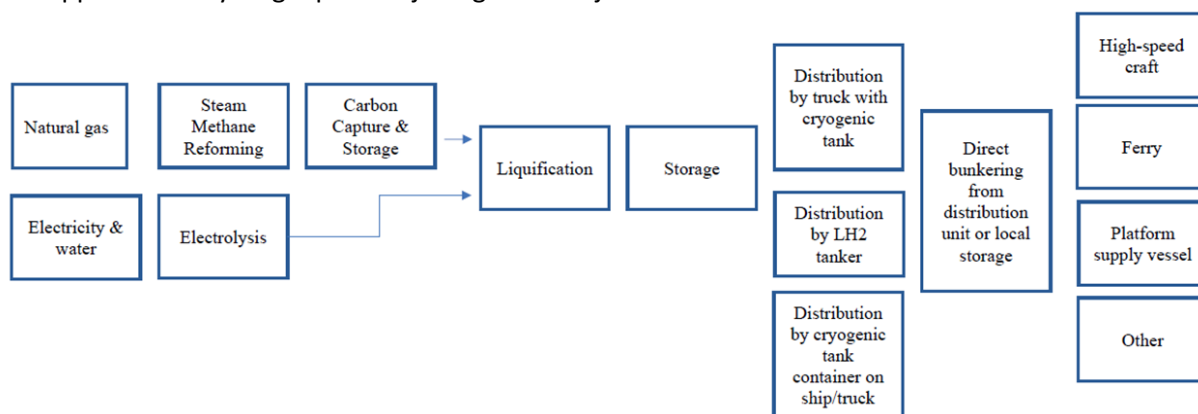 Natural gas
Steam
Methane
Reforming
Carbon
Capture &
Storage
Electricity &
water
Electrolysis
Liquification
Storage
Distribution
by truck with
cryogenic
tank
Distribution
by LH2
tanker
Distribution
by cryogenic
tank
container on
ship/truck
Direct
bunkering
from
distribution
unit or local
storage
High-speed
craft
Ferry
Platform
supply vessel
Other